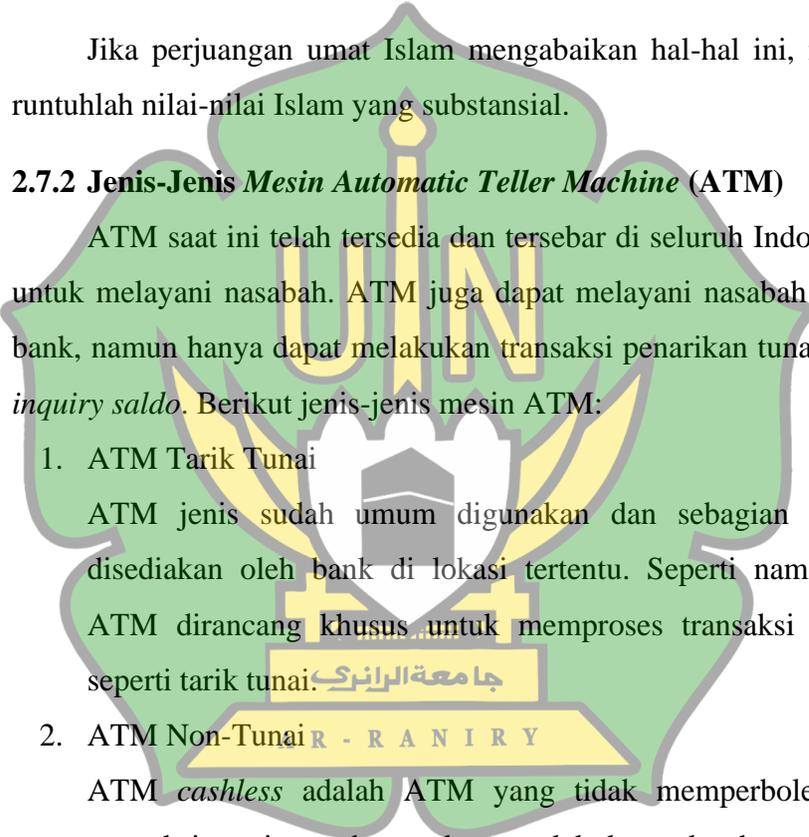 Jika perjuangan umat Islam mengabaikan hal-hal ini,
runtuhlah nilai-nilai Islam yang substansial.
2.7.2 Jenis-Jenis Mesin Automatic Teller Machine (ATM)
ATM saat ini telah tersedia dan tersebar di seluruh Indo
untuk melayani nasabah. ATM juga dapat melayani nasabah
bank, namun hanya dapat melakukan transaksi penarikan tuna
inquiry saldo. Berikut jenis-jenis mesin ATM:
1. ATM Tarik Tunai
ATM jenis sudah umum digunakan dan sebagian
disediakan oleh bank di lokasi tertentu. Seperti nam
ATM dirancang khusus untuk memproses transaksi
seperti tarik tunai.
2. ATM Non-Tunai
ATM cashless adalah ATM yang tidak memperbole
UIN
جامعةالرانري
AR - RANIRY